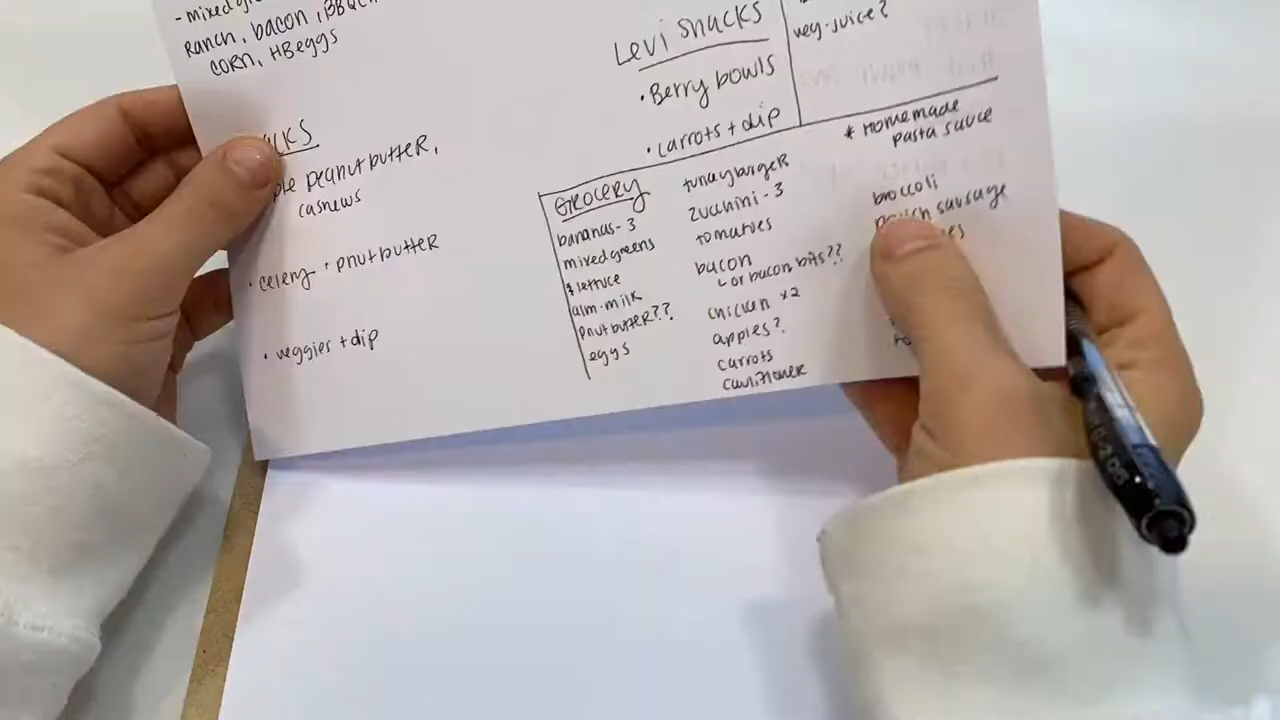 - mixed
Ranch, bacon, BBQ
CORN, HBeggs
peanut butter,
cashews
• celery + pnut butter
• veggies + dip
Levi snacks
• Berry bowls
• carrots + dip
veg-juice?
Grocery
bananas - 3
mixed greens
lettuce
alm-milk
pnut butter??
eggs
turkey burgers
zucchini - 3
tomatoes
bacon
↳ or bacon bits??
chicken x2
apples?
carrots
cauliflower
* Homemade
pasta sauce
broccoli
sausage